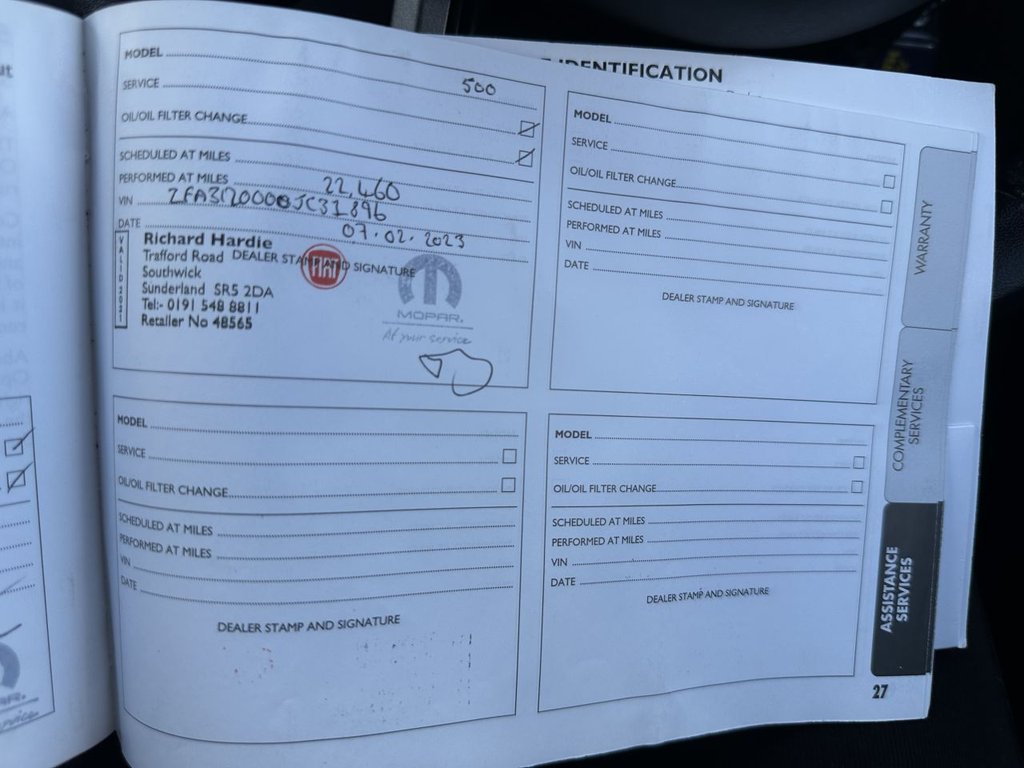 IDENTIFICATION
MODEL 500
SERVICE
OIL/OIL FILTER CHANGE
SCHEDULED AT MILES
PERFORMED AT MILES 22,460
VIN ZFA3120000JC31896
DATE 07.02.2023
DEALER STAMP AND SIGNATURE
VALID 2021
Richard Hardie
Trafford Road
Southwick
Sunderland SR5 2DA
Tel:- 0191 548 8811
Retailer No 48565
FIAT
MOPAR.
At your service
MODEL
SERVICE
OIL/OIL FILTER CHANGE
SCHEDULED AT MILES
PERFORMED AT MILES
VIN
DATE
DEALER STAMP AND SIGNATURE
MODEL
SERVICE
OIL/OIL FILTER CHANGE
SCHEDULED AT MILES
PERFORMED AT MILES
VIN
DATE
DEALER STAMP AND SIGNATURE
MODEL
SERVICE
OIL/OIL FILTER CHANGE
SCHEDULED AT MILES
PERFORMED AT MILES
VIN
DATE
DEALER STAMP AND SIGNATURE
WARRANTY
COMPLEMENTARY
SERVICES
ASSISTANCE
SERVICES
27